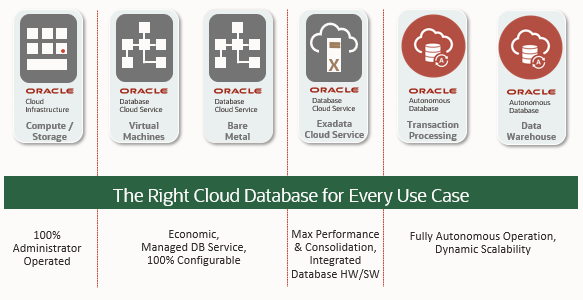 ORACLE
Cloud
Infrastructure
Compute /
Storage
ORACLE
Database
Cloud Service
Virtual
Machines
ORACLE
Database
Cloud Service
Bare
Metal
X
ORACLE
Database
Cloud Service
Exadata
Cloud Service
A
ORACLE
Autonomous
Database
Transaction
Processing
A
ORACLE
Autonomous
Database
Data
Warehouse
The Right Cloud Database for Every Use Case
100%
Administrator
Operated
Economic,
Managed DB Service,
100% Configurable
Max Performance
& Consolidation,
Integrated
Database HW/SW
Fully Autonomous Operation,
Dynamic Scalability